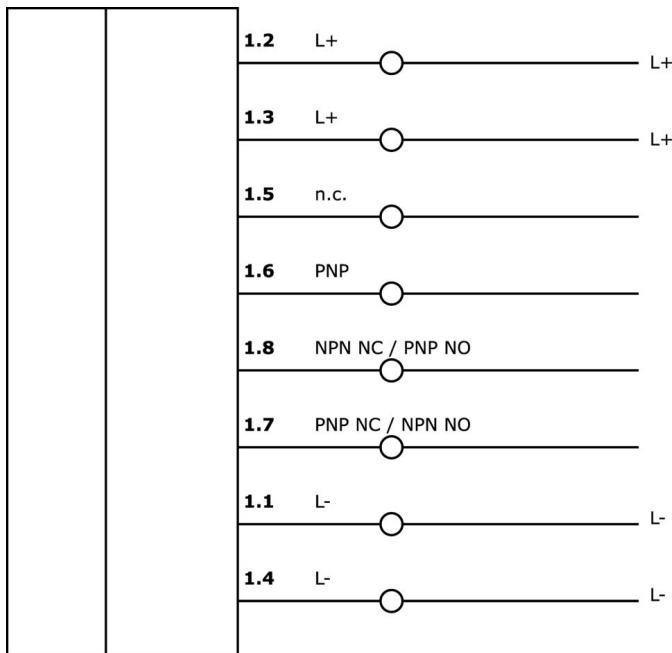 1.2 L+
L+
1.3 L+
L+
1.5 n.c.
1.6 PNP
1.8 NPN NC / PNP NO
1.7 PNP NC / NPN NO
1.1 L-
L-
1.4 L-
L-